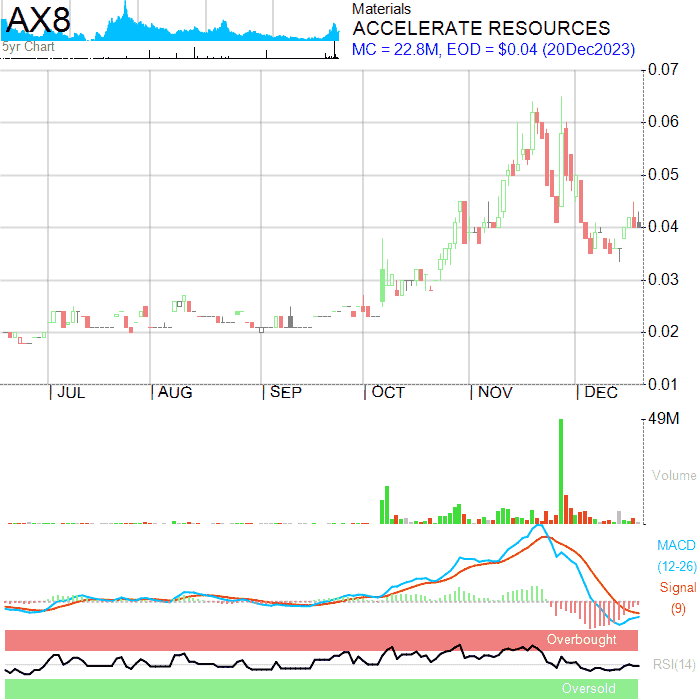 AX8
5yr Chart
Materials
ACCELERATE RESOURCES
MC = 22.8M, EOD = $0.04 (20Dec2023)
0.07
0.06
0.05
0.04
0.03
0.02
0.01
JUL AUG SEP OCT NOV DEC
49M
Volume
MACD
(12-26)
Signal
(9)
Overbought
RSI(14)
Oversold